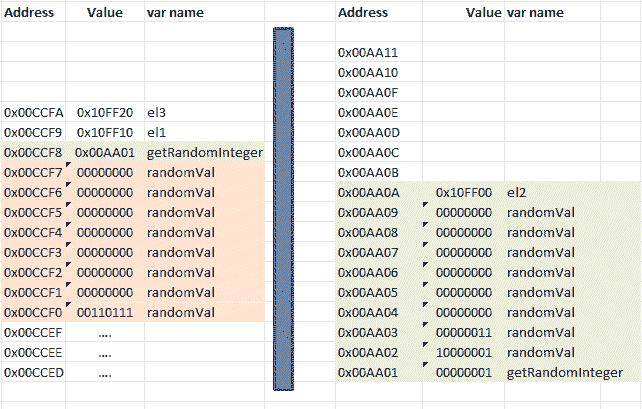 Address Value var name
0x00CCFA 0x10FF20 el3
0x00CCF9 0x10FF10 el1
0x00CCF8 0x00AA01 getRandomInteger
0x00CCF7 00000000 randomVal
0x00CCF6 00000000 randomVal
0x00CCF5 00000000 randomVal
0x00CCF4 00000000 randomVal
0x00CCF3 00000000 randomVal
0x00CCF2 00000000 randomVal
0x00CCF1 00000000 randomVal
0x00CCF0 00110111 randomVal
0x00CCEF ....
0x00CCEE ....
0x00CCED ....
Address Value var name
0x00AA11
0x00AA10
0x00AA0F
0x00AA0E
0x00AA0D
0x00AA0C
0x00AA0B
0x00AA0A 0x10FF00 el2
0x00AA09 00000000 randomVal
0x00AA08 00000000 randomVal
0x00AA07 00000000 randomVal
0x00AA06 00000000 randomVal
0x00AA05 00000000 randomVal
0x00AA04 00000000 randomVal
0x00AA03 00000011 randomVal
0x00AA02 10000001 randomVal
0x00AA01 00000001 getRandomInteger